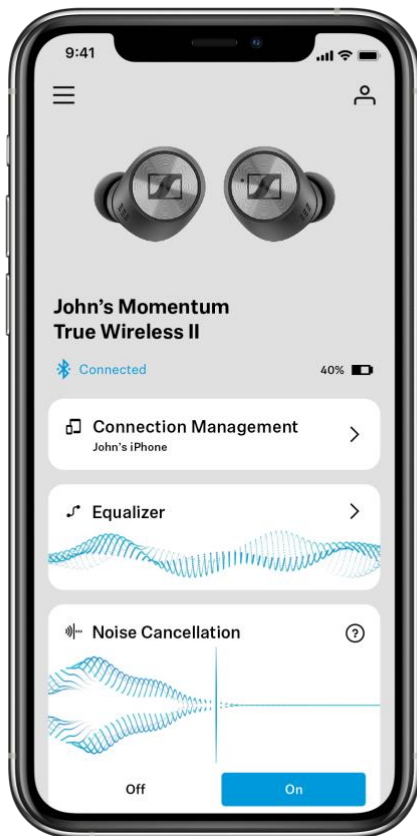 9:41
John's Momentum
True Wireless II
Connected
40%
Connection Management
John's iPhone
Equalizer
Noise Cancellation
?
Off
On